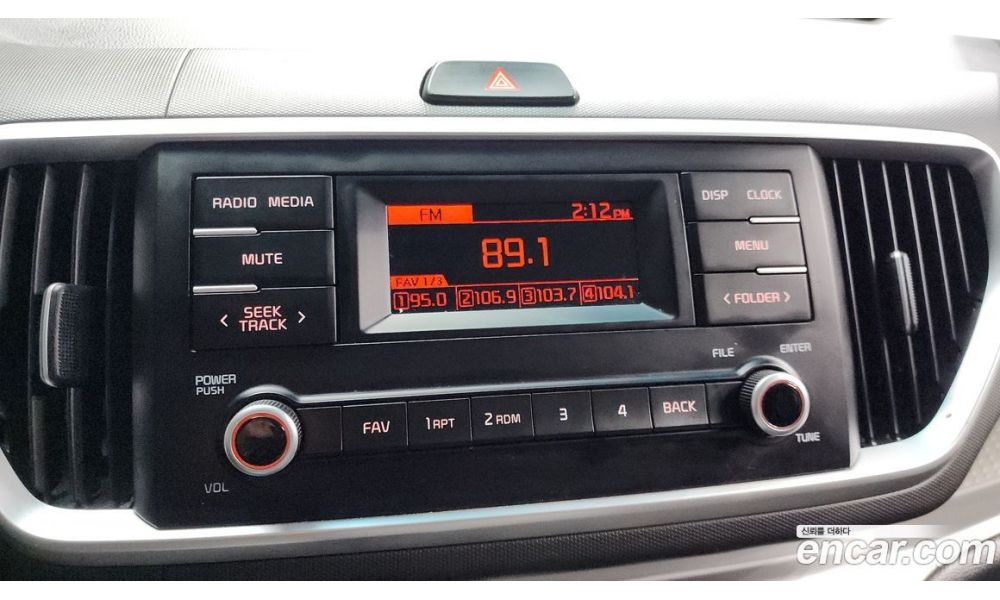 RADIO MEDIA
MUTE
< SEEK TRACK >
FM 2:12 PM
89.1
FAV 1/3
1 95.0 2 106.9 3 103.7 4 104.1
DISP CLOCK
MENU
< FOLDER >
POWER
PUSH
VOL
FAV 1 RPT 2 RDM 3 4 BACK
FILE
ENTER
TUNE
신뢰를 더하다
encar.com